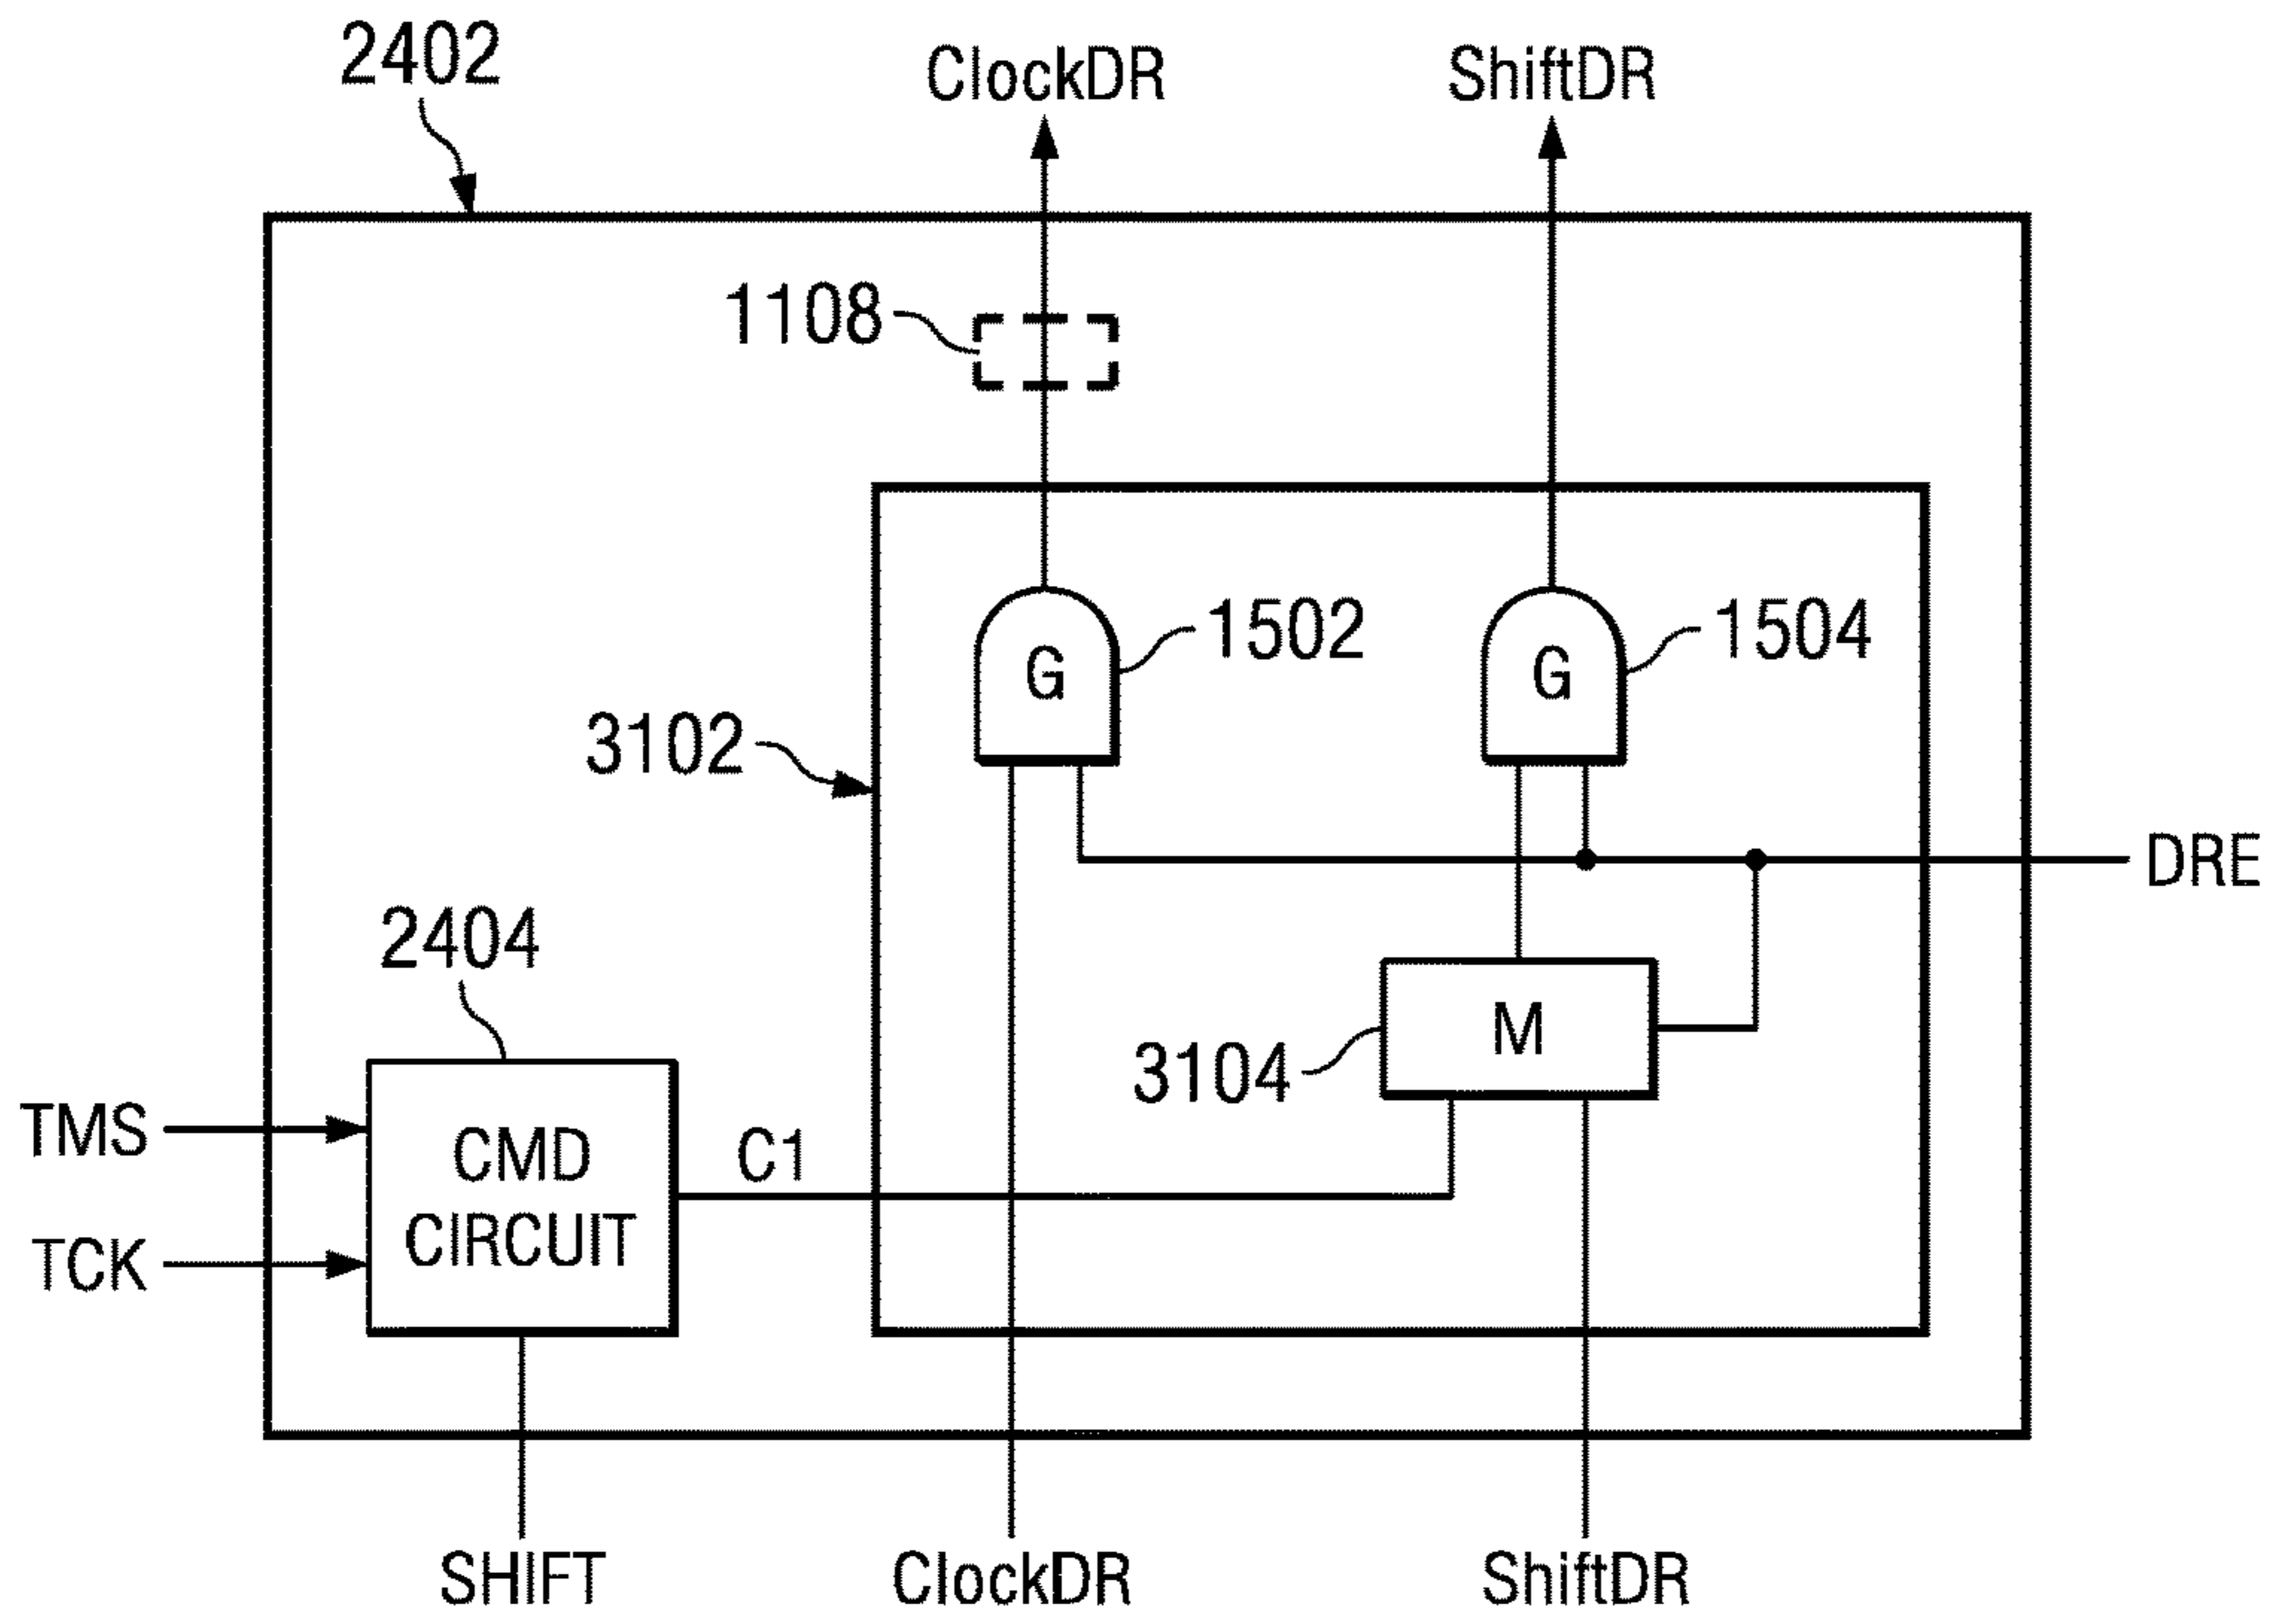 2402
ClockDR
ShiftDR
1108
G
1502
G
1504
3102
DRE
2404
M
3104
TMS
CMD
CIRCUIT
C1
TCK
SHIFT
ClockDR
ShiftDR